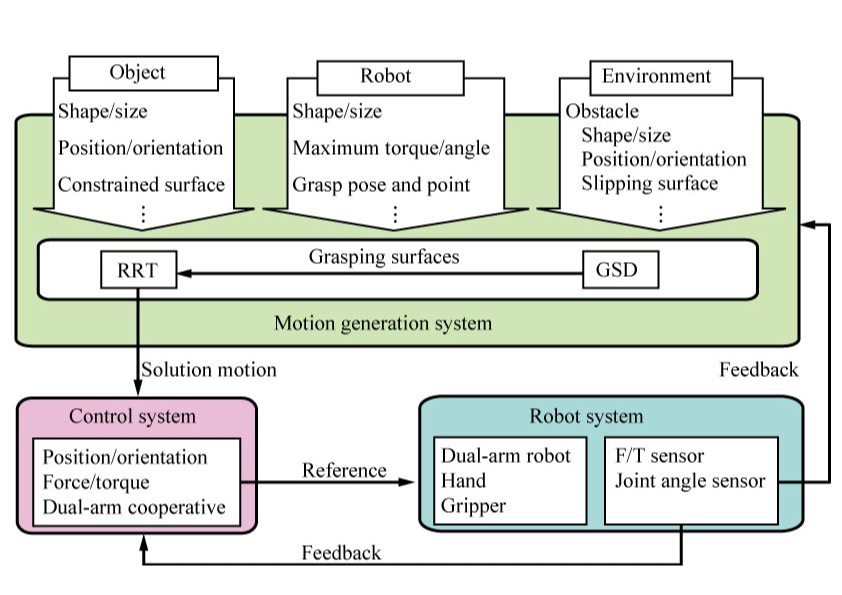 Object
Shape/size
Position/orientation
Constrained surface
Robot
Shape/size
Maximum torque/angle
Grasp pose and point
Environment
Obstacle
Shape/size
Position/orientation
Slipping surface
RRT
Grasping surfaces
GSD
Motion generation system
Solution motion
Feedback
Control system
Position/orientation
Force/torque
Dual-arm cooperative
Reference
Robot system
Dual-arm robot
Hand
Gripper
F/T sensor
Joint angle sensor
Feedback